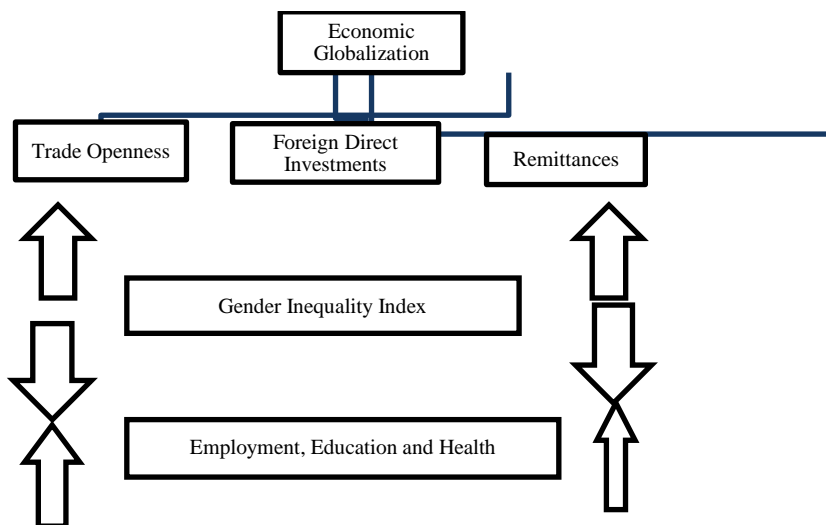 Economic
Globalization
Trade Openness
Foreign Direct
Investments
Remittances
Gender Inequality Index
Employment, Education and Health